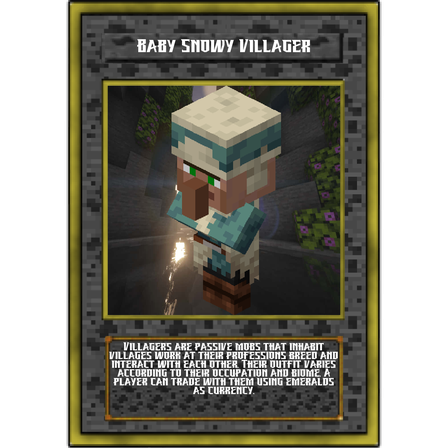 Baby Snowy Villager
Villagers are passive mobs that inhabit
villages work at their professions breed and
interact with each other. Their outfit varies
according to their occupation and biome. A
player can trade with them using emeralds
as currency.